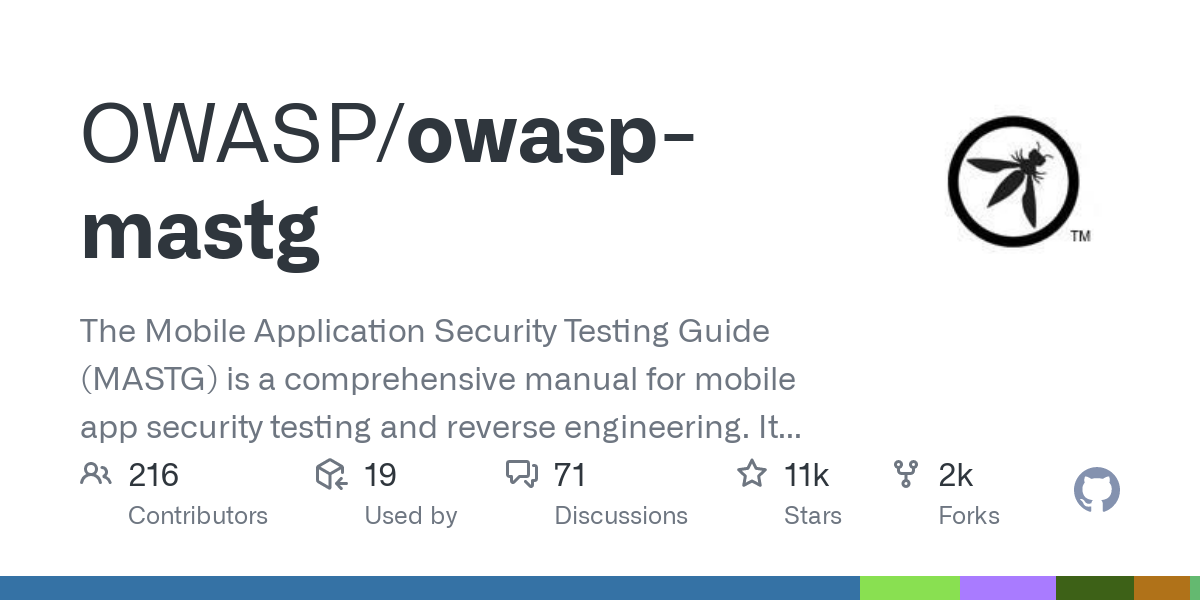 OWASP/owasp-
mastg
TM
The Mobile Application Security Testing Guide
(MASTG) is a comprehensive manual for mobile
app security testing and reverse engineering. It...
216 19 71 11k 2k
Contributors Used by Discussions Stars Forks